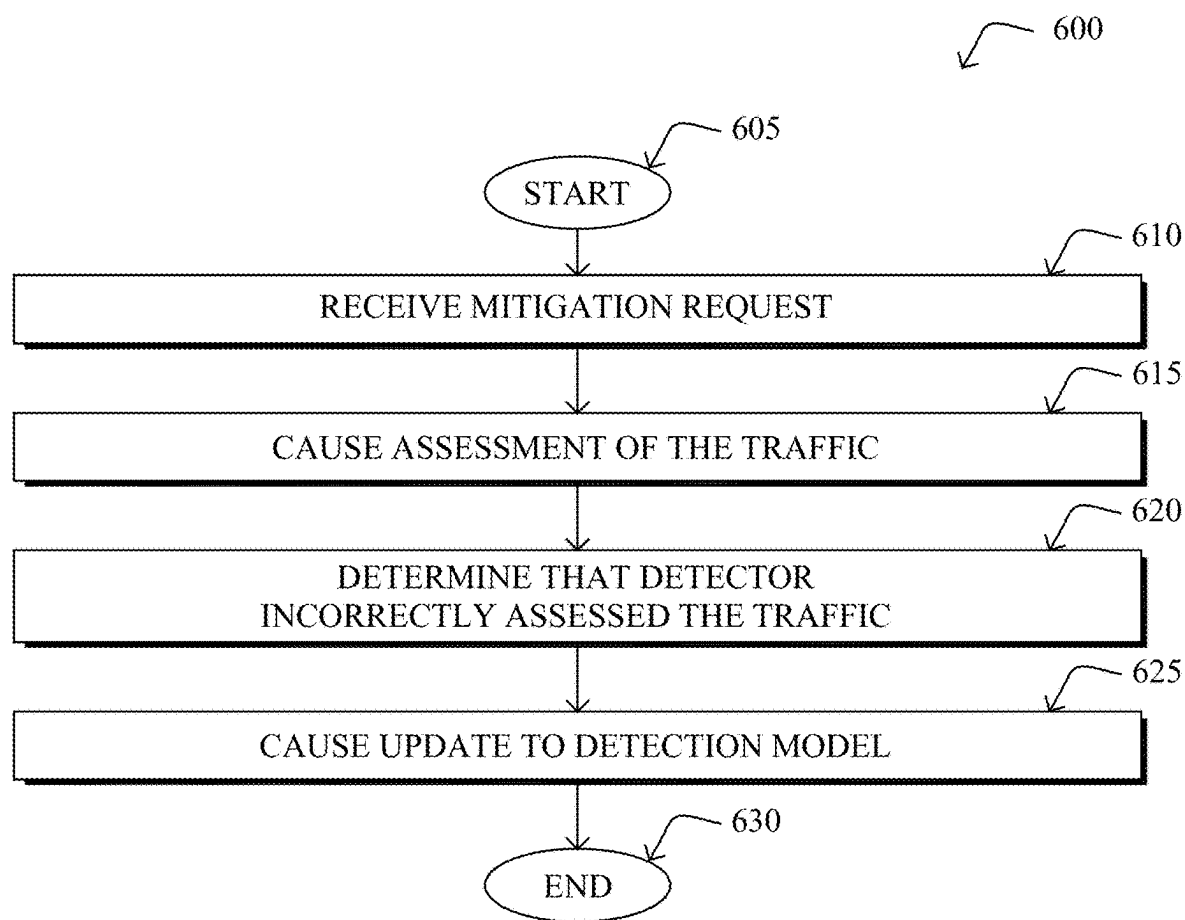 600
605
START
610
RECEIVE MITIGATION REQUEST
615
CAUSE ASSESSMENT OF THE TRAFFIC
620
DETERMINE THAT DETECTOR
INCORRECTLY ASSESSED THE TRAFFIC
625
CAUSE UPDATE TO DETECTION MODEL
630
END